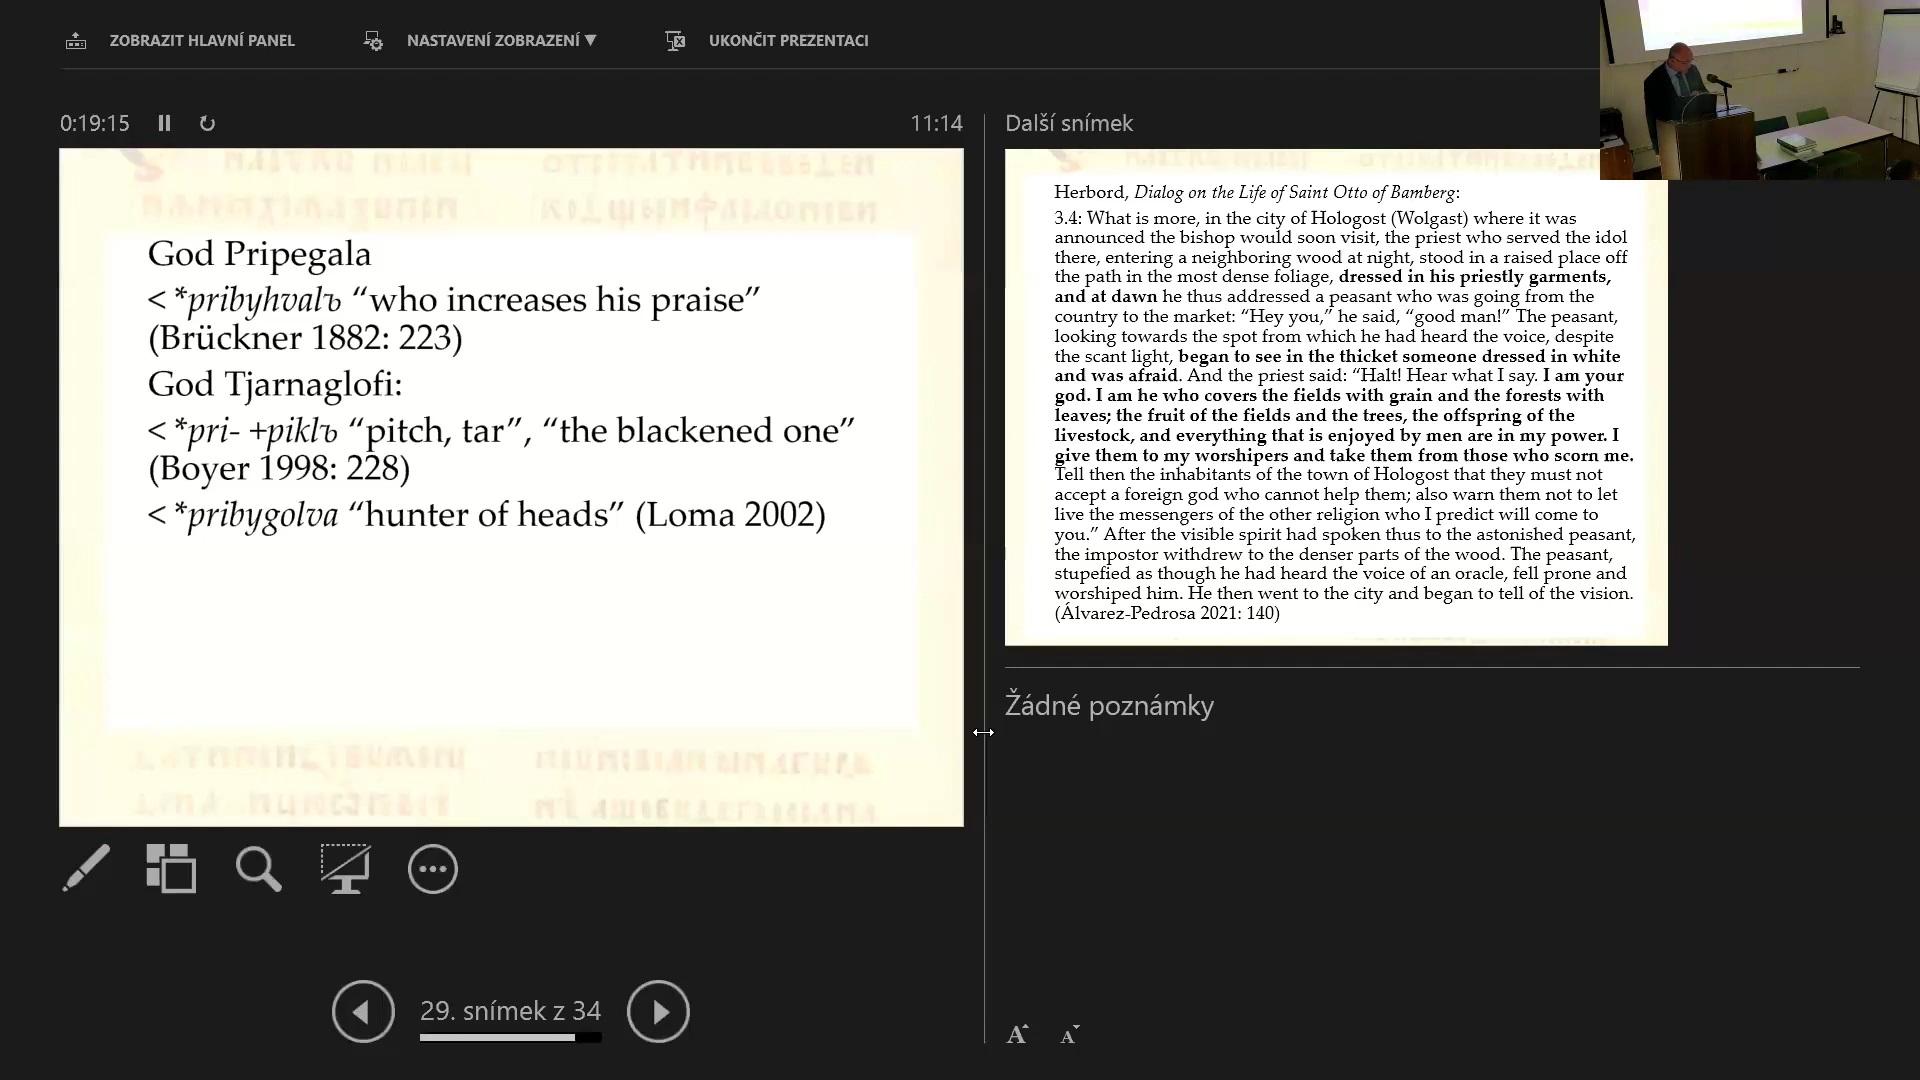 ZOBRAZIT HLAVNÍ PANEL
NASTAVENÍ ZOBRAZENÍ ▼
UKONČIT PREZENTACI
0:19:15
11:14
God Pripegala
< *pribyhvalъ “who increases his praise”
(Brückner 1882: 223)
God Tjarnaglofi:
< *pri- +piklъ “pitch, tar”, “the blackened one”
(Boyer 1998: 228)
< *pribygolva “hunter of heads” (Loma 2002)
29. snímek z 34
Další snímek
Herbord, Dialog on the Life of Saint Otto of Bamberg:
3.4: What is more, in the city of Hologost (Wolgast) where it was
announced the bishop would soon visit, the priest who served the idol
there, entering a neighboring wood at night, stood in a raised place off
the path in the most dense foliage, dressed in his priestly garments,
and at dawn he thus addressed a peasant who was going from the
country to the market: “Hey you,” he said, “good man!” The peasant,
looking towards the spot from which he had heard the voice, despite
the scant light, began to see in the thicket someone dressed in white
and was afraid. And the priest said: “Halt! Hear what I say. I am your
god. I am he who covers the fields with grain and the forests with
leaves; the fruit of the fields and the trees, the offspring of the
livestock, and everything that is enjoyed by men are in my power. I
give them to my worshipers and take them from those who scorn me.
Tell then the inhabitants of the town of Hologost that they must not
accept a foreign god who cannot help them; also warn them not to let
live the messengers of the other religion who I predict will come to
you.” After the visible spirit had spoken thus to the astonished peasant,
the impostor withdrew to the denser parts of the wood. The peasant,
stupefied as though he had heard the voice of an oracle, fell prone and
worshiped him. He then went to the city and began to tell of the vision.
(Álvarez-Pedrosa 2021: 140)
Žádné poznámky
A A